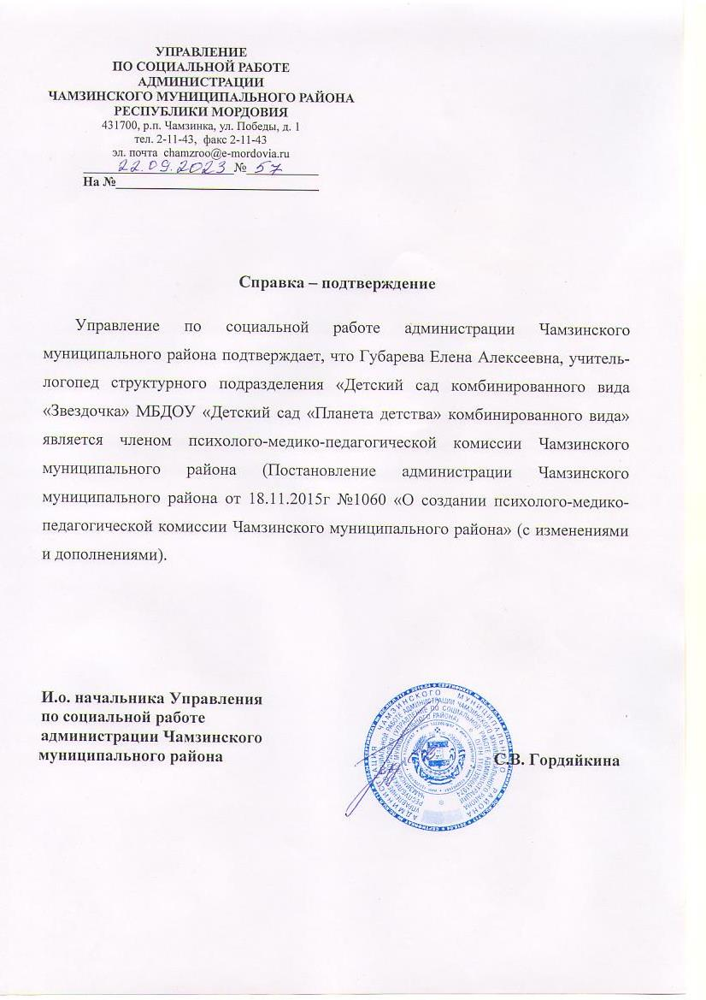 УПРАВЛЕНИЕ
ПО СОЦИАЛЬНОЙ РАБОТЕ
АДМИНИСТРАЦИИ
ЧАМЗИНСКОГО МУНИЦИПАЛЬНОГО РАЙОНА
РЕСПУБЛИКИ МОРДОВИЯ
431700, р.п. Чамзинка, ул. Победы, д. 1
тел. 2-11-43, факс 2-11-43
эл. почта chamzroo@e-mordovia.ru
22.09.2023 № 57
На №
Справка – подтверждение
Управление по социальной работе администрации Чамзинского
муниципального района подтверждает, что Губарева Елена Алексеевна, учитель-
логопед структурного подразделения «Детский сад комбинированного вида
«Звездочка» МБДОУ «Детский сад «Планета детства» комбинированного вида»
является членом психолого-медико-педагогической комиссии Чамзинского
муниципального района (Постановление администрации Чамзинского
муниципального района от 18.11.2015г №1060 «О создании психолого-медико-
педагогической комиссии Чамзинского муниципального района» (с изменениями
и дополнениями).
И.о. начальника Управления
по социальной работе
администрации Чамзинского
муниципального района
С.В. Гордяйкина
АДМИНИСТРАЦИЯ ЧАМЗИНСКОГО МУНИЦИПАЛЬНОГО РАЙОНА